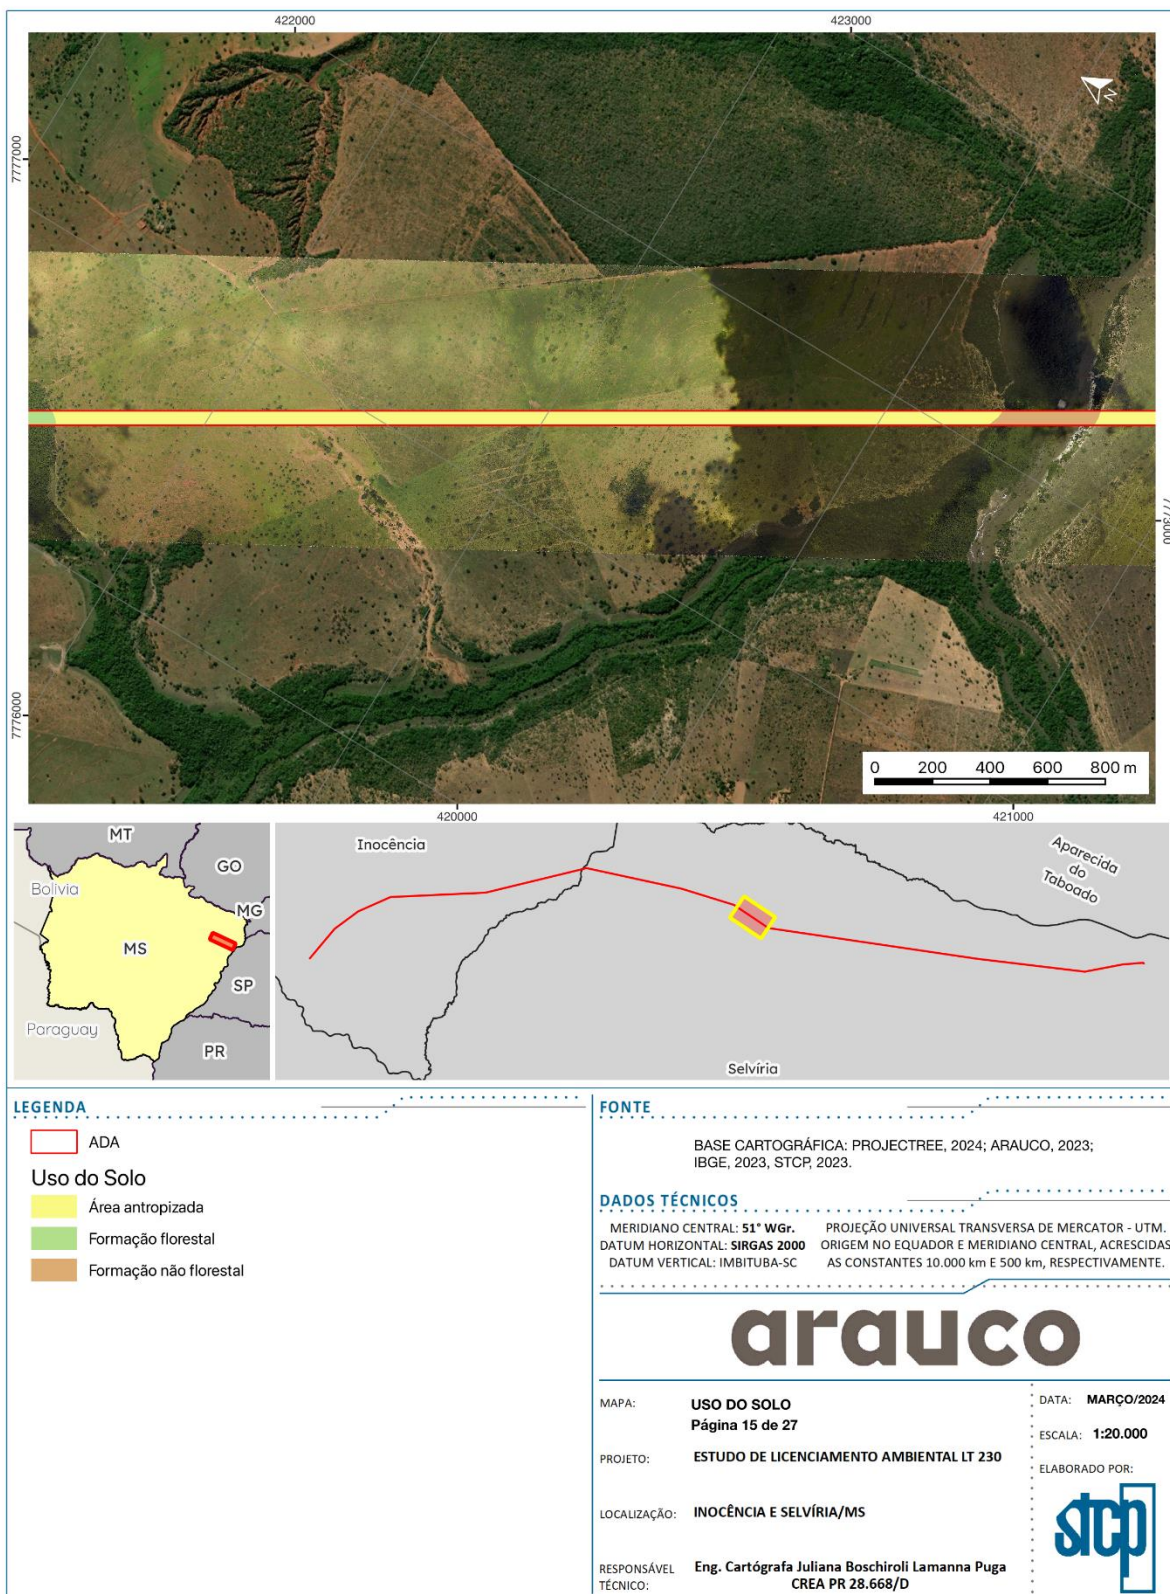 422000
423000
7777000
N
7773000
7776000
0 200 400 600 800 m
420000
421000
MT
GO
Bolivia
MG
MS
SP
Paraguay
PR
Inocência
Aparecida
do
Taboado
Selvíria
LEGENDA
ADA
Uso do Solo
Área antropizada
Formação florestal
Formação não florestal
FONTE
BASE CARTOGRÁFICA: PROJECTREE, 2024; ARAUCO, 2023;
IBGE, 2023, STCP, 2023.
DADOS TÉCNICOS
MERIDIANO CENTRAL: 51° WGr.
DATUM HORIZONTAL: SIRGAS 2000
DATUM VERTICAL: IMBITUBA-SC
PROJEÇÃO UNIVERSAL TRANSVERSA DE MERCATOR - UTM.
ORIGEM NO EQUADOR E MERIDIANO CENTRAL, ACRESCIDAS
AS CONSTANTES 10.000 km E 500 km, RESPECTIVAMENTE.
arauco
MAPA: USO DO SOLO
Página 15 de 27
PROJETO: ESTUDO DE LICENCIAMENTO AMBIENTAL LT 230
LOCALIZAÇÃO: INOCÊNCIA E SELVÍRIA/MS
RESPONSÁVEL
TÉCNICO:
Eng. Cartógrafa Juliana Boschiroli Lamanna Puga
CREA PR 28.668/D
DATA: MARÇO/2024
ESCALA: 1:20.000
ELABORADO POR:
stcp